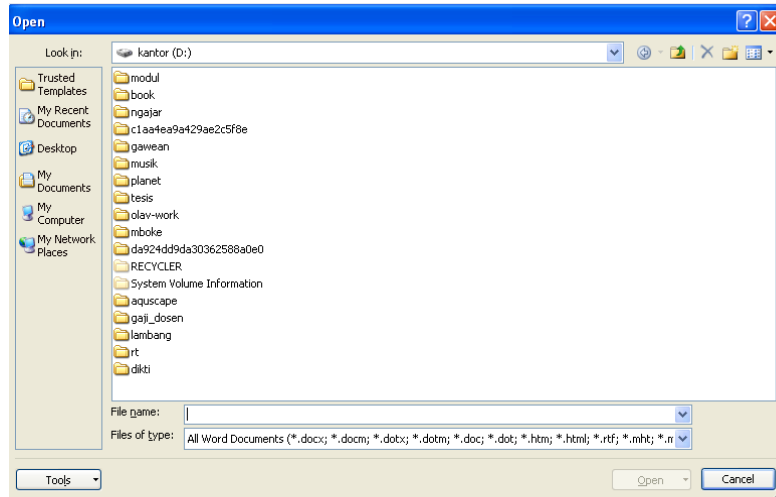 Open
Look in: kantor (D:)
Trusted Templates
My Recent Documents
Desktop
My Documents
My Computer
My Network Places
modul
book
ngajar
c1aa4ea9a429ae2c5f8e
gawean
musik
planet
tesis
olav-work
mboke
da924dd9da30362588a0e0
RECYCLER
System Volume Information
aquscape
gaji_dosen
lambang
rt
dikti
File name:
Files of type: All Word Documents (*.docx; *.docm; *.dotx; *.dotm; *.doc; *.dot; *.htm; *.html; *.rtf; *.mht; *.m
Tools
Open
Cancel